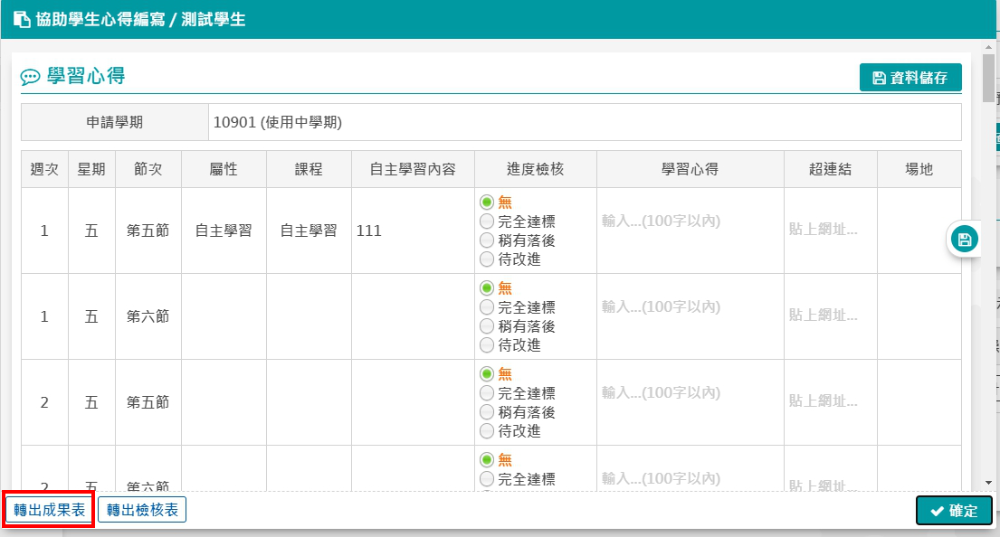 協助學生心得編寫 / 測試學生
學習心得
資料儲存
申請學期 10901 (使用中學期)
週次 星期 節次 屬性 課程 自主學習內容 進度檢核 學習心得 超連結 場地
1 五 第五節 自主學習 自主學習 111
無
完全達標
稍有落後
待改進
輸入...(100字以內)
貼上網址...
1 五 第六節
無
完全達標
稍有落後
待改進
輸入...(100字以內)
貼上網址...
2 五 第五節
無
完全達標
稍有落後
待改進
輸入...(100字以內)
貼上網址...
2 五 第六節
無
完全達標
輸入...(100字以內)
貼上網址...
轉出成果表 轉出檢核表 確定